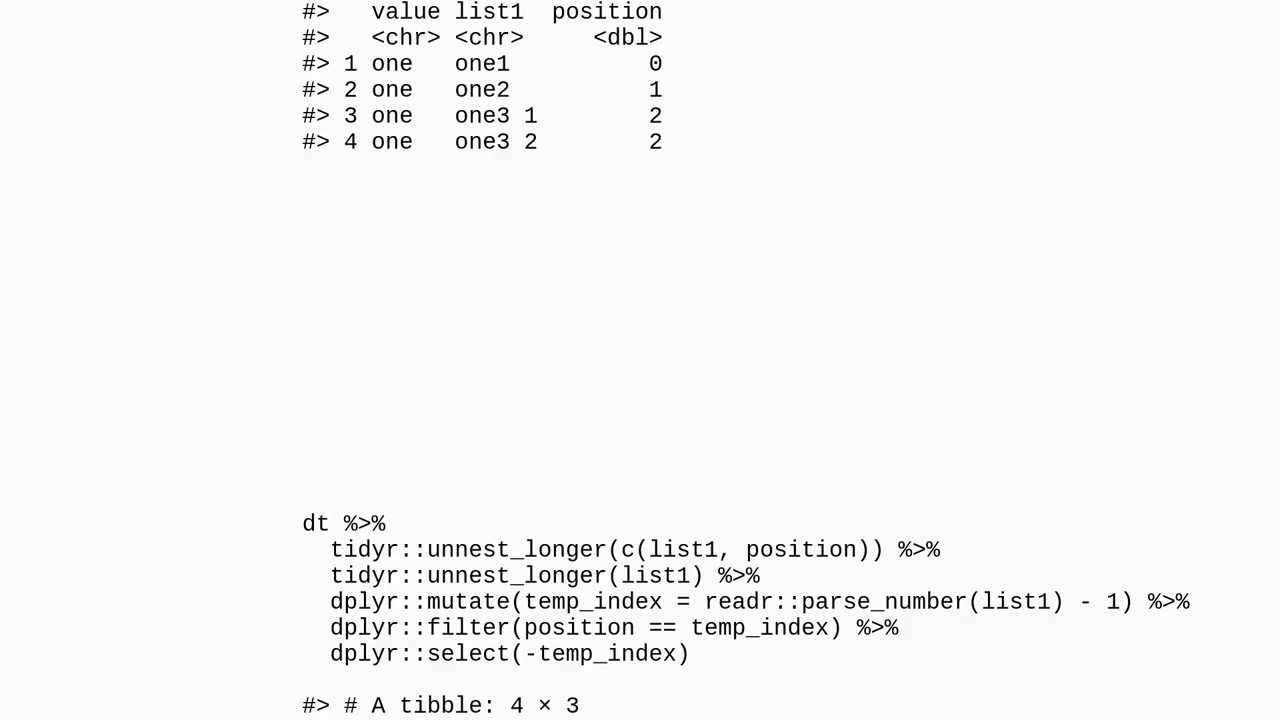 #>   value list1  position
#>   <chr> <chr>     <dbl>
#> 1 one   one1          0
#> 2 one   one2          1
#> 3 one   one3 1        2
#> 4 one   one3 2        2
dt %>%
  tidyr::unnest_longer(c(list1, position)) %>%
  tidyr::unnest_longer(list1) %>%
  dplyr::mutate(temp_index = readr::parse_number(list1) - 1) %>%
  dplyr::filter(position == temp_index) %>%
  dplyr::select(-temp_index)
#> # A tibble: 4 × 3